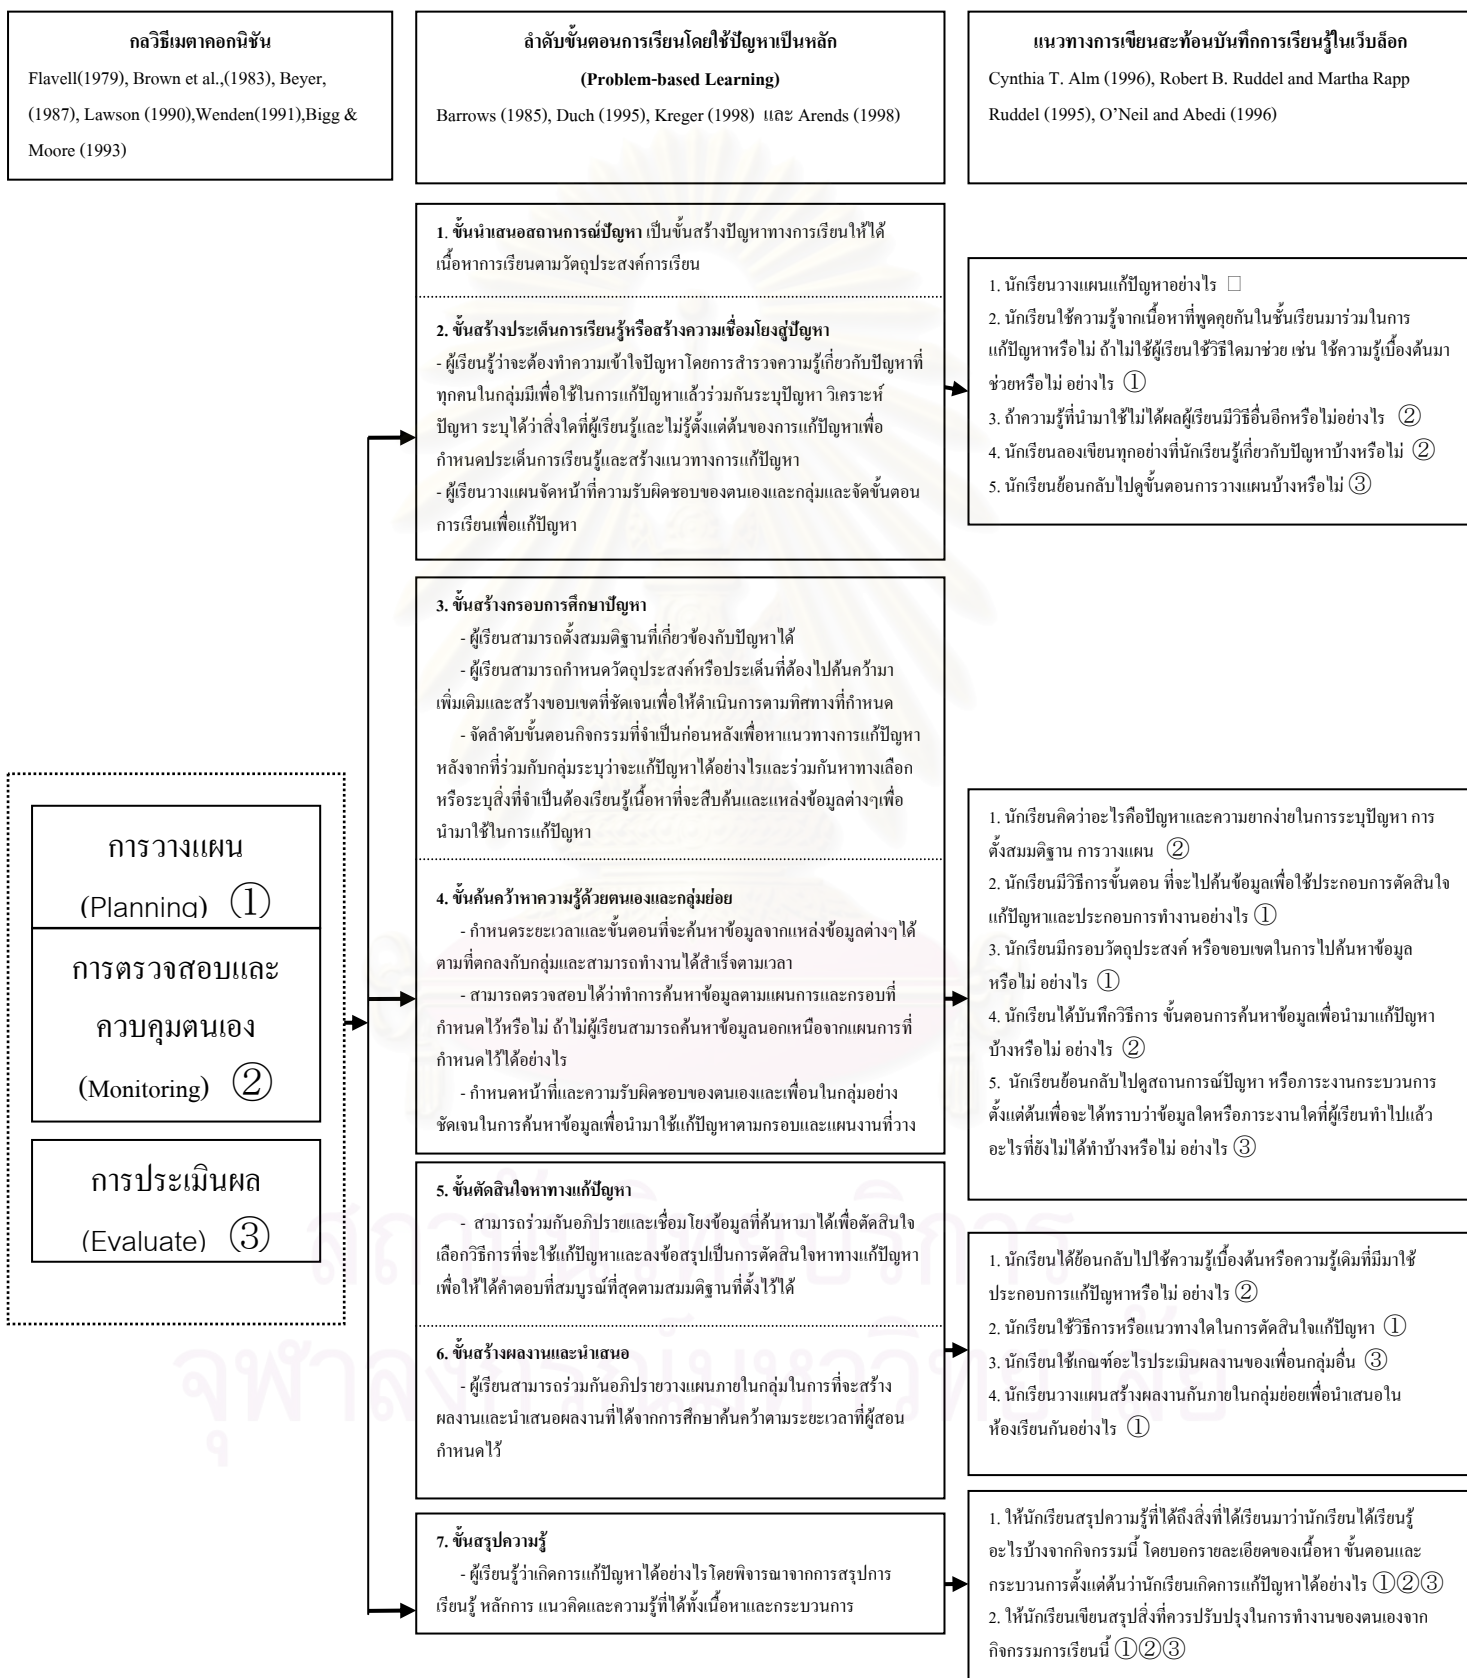 กลวิธีเมตาคอกนิชัน
Flavell(1979), Brown et al.,(1983), Beyer,
(1987), Lawson (1990),Wenden(1991),Bigg &
Moore (1993)
ลำดับขั้นตอนการเรียนโดยใช้ปัญหาเป็นหลัก
(Problem-based Learning)
Barrows (1985), Duch (1995), Kreger (1998) และ Arends (1998)
แนวทางการเขียนสะท้อนบันทึกการเรียนรู้ในเว็บล็อก
Cynthia T. Alm (1996), Robert B. Ruddel and Martha Rapp
Ruddel (1995), O’Neil and Abedi (1996)
การวางแผน
(Planning) ①
การตรวจสอบและ
ควบคุมตนเอง
(Monitoring) ②
การประเมินผล
(Evaluate) ③
1. ขั้นนำเสนอสถานการณ์ปัญหา เป็นขั้นสร้างปัญหาทางการเรียนให้ได้
เนื้อหาการเรียนตามวัตถุประสงค์การเรียน
2. ขั้นสร้างประเด็นการเรียนรู้หรือสร้างความเชื่อมโยงสู่ปัญหา
- ผู้เรียนรู้ว่าจะต้องทำความเข้าใจปัญหาโดยการสำรวจความรู้เกี่ยวกับปัญหาที่
ทุกคนในกลุ่มมีเพื่อใช้ในการแก้ปัญหาแล้วร่วมกันระบุปัญหา วิเคราะห์
ปัญหา ระบุได้ว่าสิ่งใดที่ผู้เรียนรู้และไม่รู้ตั้งแต่ต้นของการแก้ปัญหาเพื่อ
กำหนดประเด็นการเรียนรู้และสร้างแนวทางการแก้ปัญหา
- ผู้เรียนวางแผนจัดหน้าที่ความรับผิดชอบของตนเองและกลุ่มและจัดขั้นตอน
การเรียนเพื่อแก้ปัญหา
3. ขั้นสร้างกรอบการศึกษาปัญหา
- ผู้เรียนสามารถตั้งสมมติฐานที่เกี่ยวข้องกับปัญหาได้
- ผู้เรียนสามารถกำหนดวัตถุประสงค์หรือประเด็นที่ต้องไปค้นคว้ามา
เพิ่มเติมและสร้างขอบเขตที่ชัดเจนเพื่อให้ดำเนินการตามทิศทางที่กำหนด
- จัดลำดับขั้นตอนกิจกรรมที่จำเป็นก่อนหลังเพื่อหาแนวทางการแก้ปัญหา
หลังจากที่ร่วมกับกลุ่มระบุว่าจะแก้ปัญหาได้อย่างไรและร่วมกันหาทางเลือก
หรือระบุสิ่งที่จำเป็นต้องเรียนรู้เนื้อหาที่จะสืบค้นและแหล่งข้อมูลต่างๆเพื่อ
นำมาใช้ในการแก้ปัญหา
4. ขั้นค้นคว้าหาความรู้ด้วยตนเองและกลุ่มย่อย
- กำหนดระยะเวลาและขั้นตอนที่จะค้นหาข้อมูลจากแหล่งข้อมูลต่างๆได้
ตามที่ตกลงกับกลุ่มและสามารถทำงานได้สำเร็จตามเวลา
- สามารถตรวจสอบได้ว่าทำการค้นหาข้อมูลตามแผนการและกรอบที่
กำหนดไว้หรือไม่ ถ้าไม่ผู้เรียนสามารถค้นหาข้อมูลนอกเหนือจากแผนการที่
กำหนดไว้ได้อย่างไร
- กำหนดหน้าที่และความรับผิดชอบของตนเองและเพื่อนในกลุ่มอย่าง
ชัดเจนในการค้นหาข้อมูลเพื่อนำมาใช้แก้ปัญหาตามกรอบและแผนงานที่วาง
5. ขั้นตัดสินใจหาทางแก้ปัญหา
- สามารถร่วมกันอภิปรายและเชื่อมโยงข้อมูลที่ค้นหามาได้เพื่อตัดสินใจ
เลือกวิธีการที่จะใช้แก้ปัญหาและลงข้อสรุปเป็นการตัดสินใจหาทางแก้ปัญหา
เพื่อให้ได้คำตอบที่สมบูรณ์ที่สุดตามสมมติฐานที่ตั้งไว้ได้
6. ขั้นสร้างผลงานและนำเสนอ
- ผู้เรียนสามารถร่วมกันอภิปรายวางแผนภายในกลุ่มในการที่จะสร้าง
ผลงานและนำเสนอผลงานที่ได้จากการศึกษาค้นคว้าตามระยะเวลาที่ผู้สอน
กำหนดไว้
7. ขั้นสรุปความรู้
- ผู้เรียนรู้ว่าเกิดการแก้ปัญหาได้อย่างไรโดยพิจารณาจากการสรุปการ
เรียนรู้ หลักการ แนวคิดและความรู้ที่ได้ทั้งเนื้อหาและกระบวนการ
1. นักเรียนวางแผนแก้ปัญหาอย่างไร □
2. นักเรียนใช้ความรู้จากเนื้อหาที่พูดคุยกันในชั้นเรียนมาร่วมในการ
แก้ปัญหาหรือไม่ ถ้าไม่ใช้ผู้เรียนใช้วิธีใดมาช่วย เช่น ใช้ความรู้เบื้องต้นมา
ช่วยหรือไม่ อย่างไร ①
3. ถ้าความรู้ที่นำมาใช้ไม่ได้ผลผู้เรียนมีวิธีอื่นอีกหรือไม่อย่างไร ②
4. นักเรียนลองเขียนทุกอย่างที่นักเรียนรู้เกี่ยวกับปัญหาบ้างหรือไม่ ②
5. นักเรียนย้อนกลับไปดูขั้นตอนการวางแผนบ้างหรือไม่ ③
1. นักเรียนคิดว่าอะไรคือปัญหาและความยากง่ายในการระบุปัญหา การ
ตั้งสมมติฐาน การวางแผน ②
2. นักเรียนมีวิธีการขั้นตอน ที่จะไปค้นข้อมูลเพื่อใช้ประกอบการตัดสินใจ
แก้ปัญหาและประกอบการทำงานอย่างไร ①
3. นักเรียนมีกรอบวัตถุประสงค์ หรือขอบเขตในการไปค้นหาข้อมูล
หรือไม่ อย่างไร ①
4. นักเรียนได้บันทึกวิธีการ ขั้นตอนการค้นหาข้อมูลเพื่อนำมาแก้ปัญหา
บ้างหรือไม่ อย่างไร ②
5. นักเรียนย้อนกลับไปดูสถานการณ์ปัญหา หรือภาระงานกระบวนการ
ตั้งแต่ต้นเพื่อจะได้ทราบว่าข้อมูลใดหรือภาระงานใดที่ผู้เรียนทำไปแล้ว
อะไรที่ยังไม่ได้ทำบ้างหรือไม่ อย่างไร ③
1. นักเรียนได้ย้อนกลับไปใช้ความรู้เบื้องต้นหรือความรู้เดิมที่มีมาใช้
ประกอบการแก้ปัญหาหรือไม่ อย่างไร ②
2. นักเรียนใช้วิธีการหรือแนวทางใดในการตัดสินใจแก้ปัญหา ①
3. นักเรียนใช้เกณฑ์อะไรประเมินผลงานของเพื่อนกลุ่มอื่น ③
4. นักเรียนวางแผนสร้างผลงานกันภายในกลุ่มย่อยเพื่อนำเสนอใน
ห้องเรียนกันอย่างไร ①
1. ให้นักเรียนสรุปความรู้ที่ได้ถึงสิ่งที่ได้เรียนมาว่านักเรียนได้เรียนรู้
อะไรบ้างจากกิจกรรมนี้ โดยบอกรายละเอียดของเนื้อหา ขั้นตอนและ
กระบวนการตั้งแต่ต้นว่านักเรียนเกิดการแก้ปัญหาได้อย่างไร ①②③
2. ให้นักเรียนเขียนสรุปสิ่งที่ควรปรับปรุงในการทำงานของตนเองจาก
กิจกรรมการเรียนนี้ ①②③
สถาบันวิทยบริการ
จุฬาลงกรณ์มหาวิทยาลัย